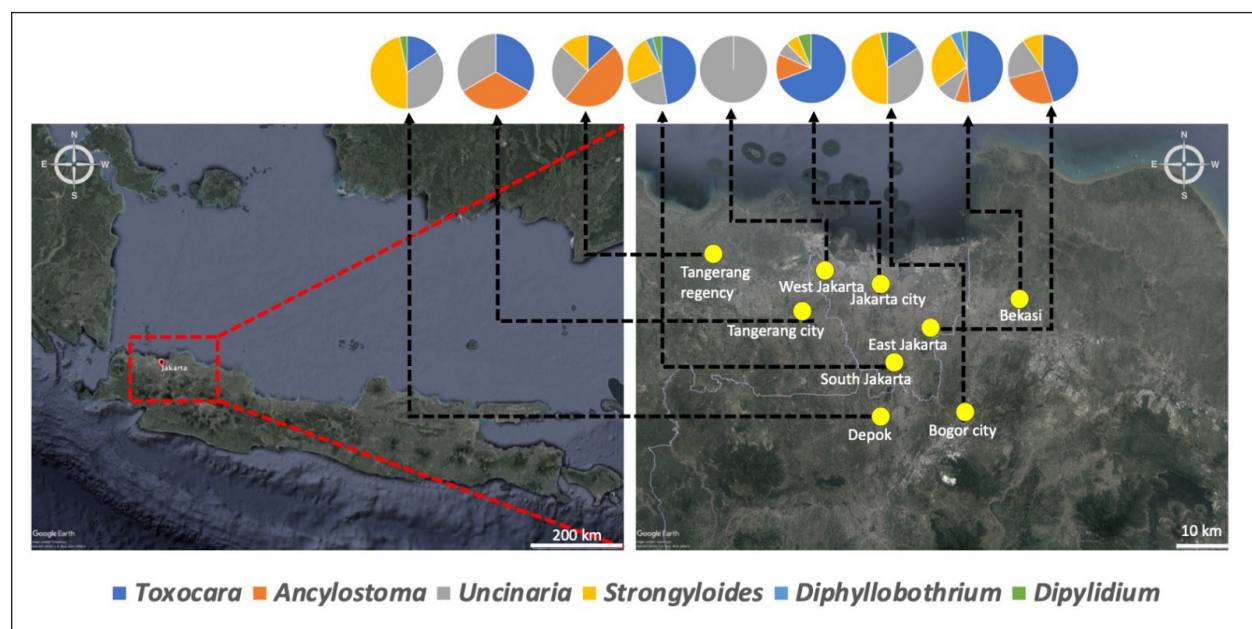 N
E W
S
Jakarta
Google Earth
200 km
N
E W
S
Tangerang
regency
West Jakarta
Jakarta city
Bekasi
Tangerang city
East Jakarta
South Jakarta
Depok
Bogor city
10 km
Google Earth
Toxocara Ancylostoma Uncinaria Strongyloides Diphyllobothrium Dipylidium